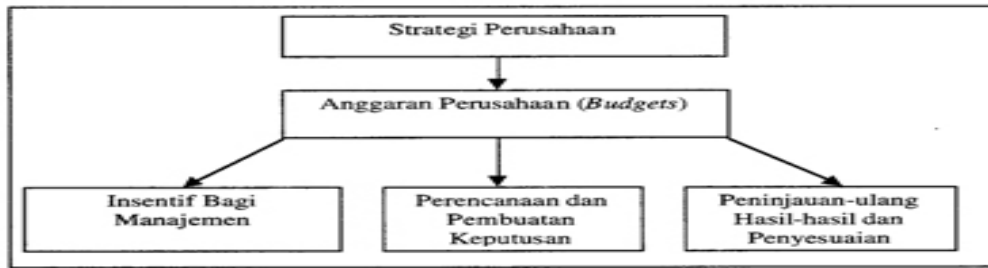 Strategi Perusahaan
Anggaran Perusahaan (Budgets)
Insentif Bagi
Manajemen
Perencanaan dan
Pembuatan
Keputusan
Peninjauan-ulang
Hasil-hasil dan
Penyesuaian